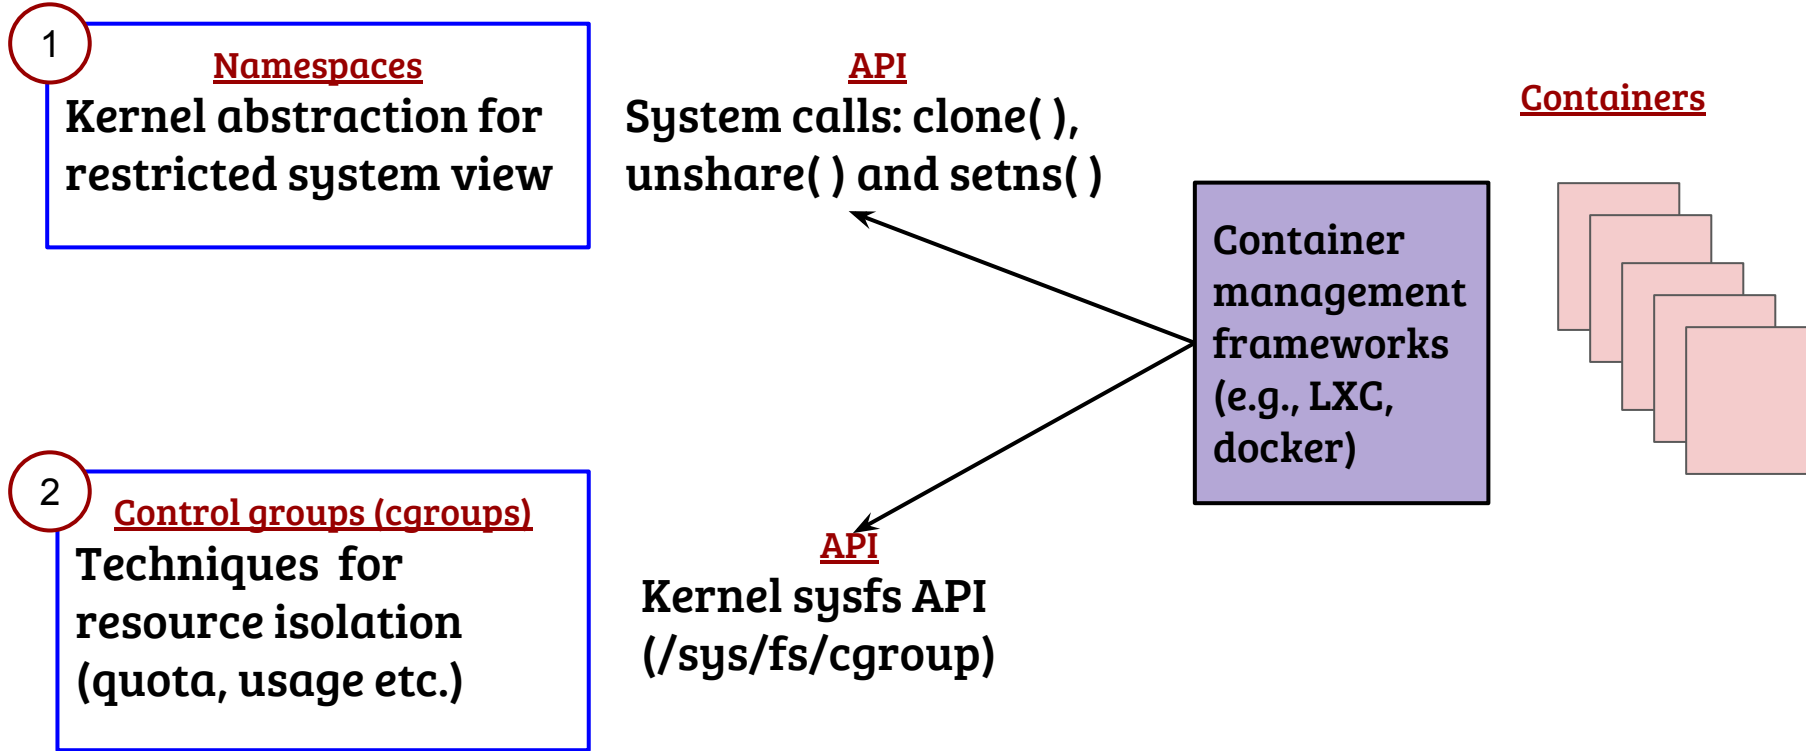 1
Namespaces
Kernel abstraction for
restricted system view
API
System calls: clone( ),
unshare( ) and setns( )
Containers
Container
management
frameworks
(e.g., LXC,
docker)
2
Control groups (cgroups)
Techniques for
resource isolation
(quota, usage etc.)
API
Kernel sysfs API
(/sys/fs/cgroup)